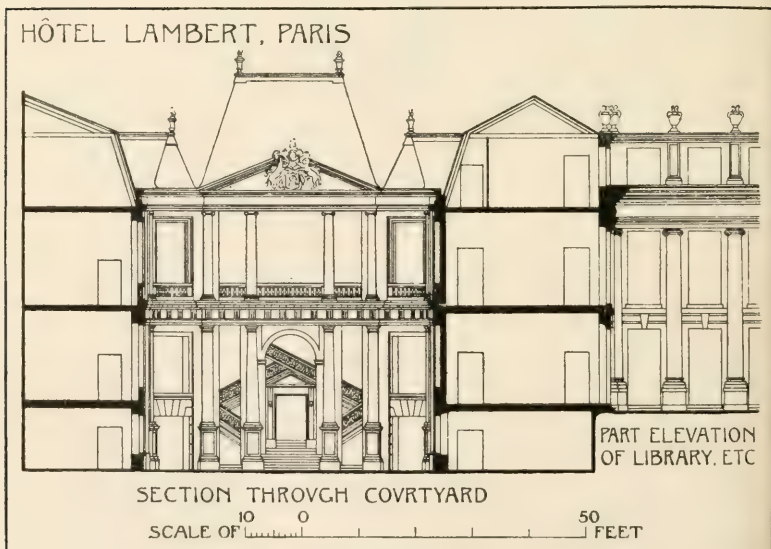 HÔTEL LAMBERT, PARIS
PART ELEVATION
OF LIBRARY, ETC
SECTION THROVGH COVRTYARD
10 0 50
SCALE OF FEET